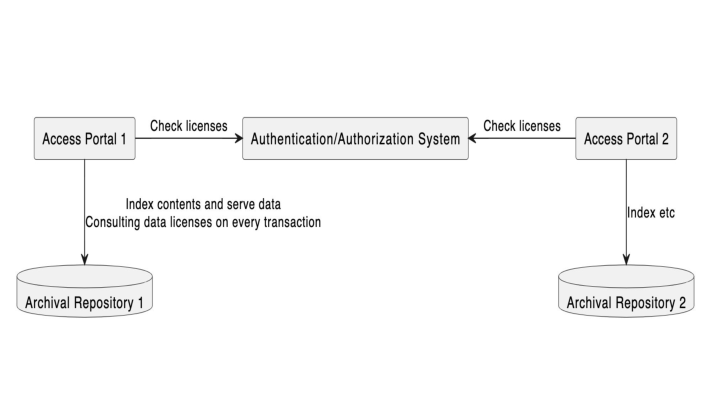 Check licenses
Check licenses
Access Portal 1
Authentication/Authorization System
Access Portal 2
Index contents and serve data
Consulting data licenses on every transaction
Index etc
Archival Repository 1
Archival Repository 2